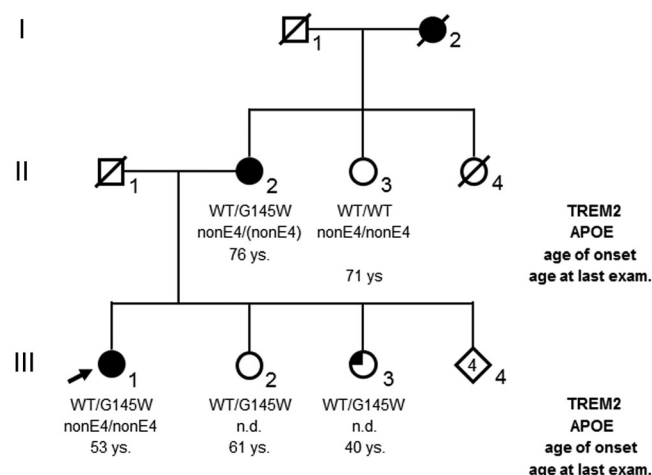 I
1
2
II
1
2
3
4
WT/G145W WT/WT TREM2
nonE4/(nonE4) nonE4/nonE4 APOE
76 ys. age of onset
71 ys age at last exam.
III
1
2
3
4
4
WT/G145W WT/G145W WT/G145W TREM2
nonE4/nonE4 n.d. n.d. APOE
53 ys. 61 ys. 40 ys. age of onset
age at last exam.